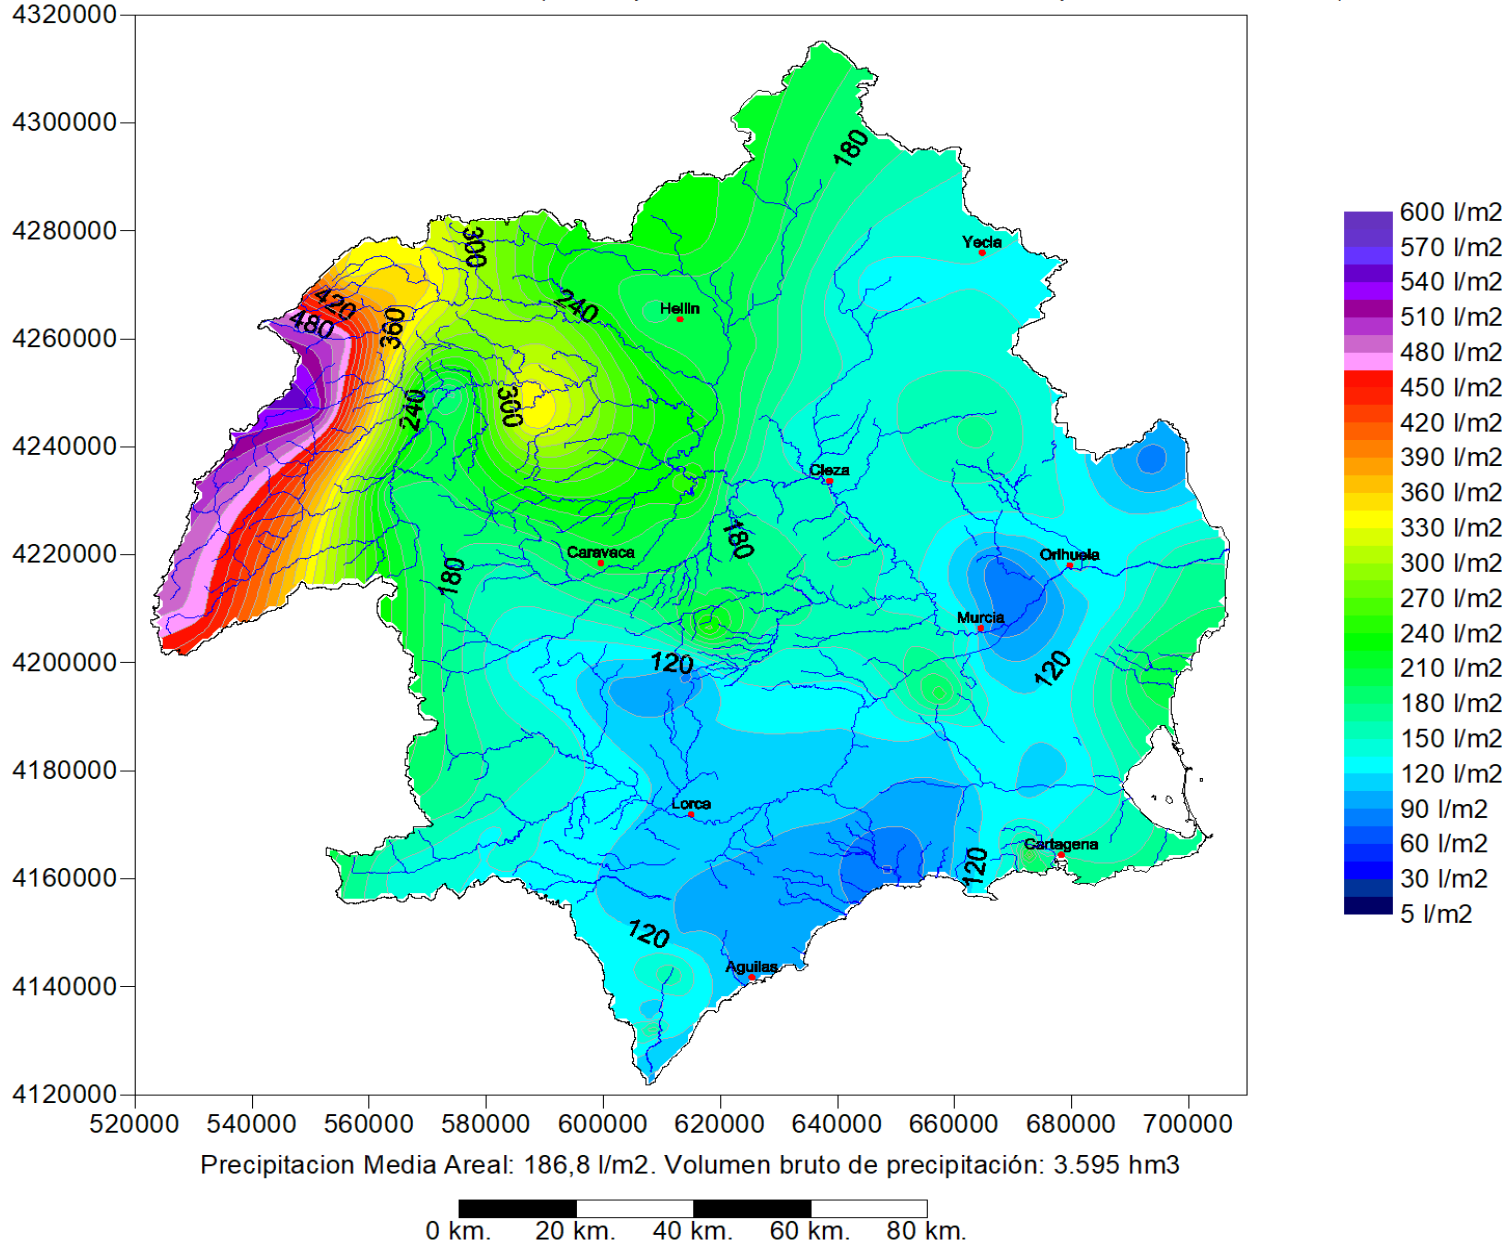 4320000
4300000
4280000
4260000
4240000
4220000
4200000
4180000
4160000
4140000
4120000
520000 540000 560000 580000 600000 620000 640000 660000 680000 700000
180
300
Yecla
420
480
360
240
Hellin
240
300
Cieza
180
Caravaca
180
Orihuela
Murcia
120
120
Lorca
Cartagena
120
120
Aguilas
600 l/m2
570 l/m2
540 l/m2
510 l/m2
480 l/m2
450 l/m2
420 l/m2
390 l/m2
360 l/m2
330 l/m2
300 l/m2
270 l/m2
240 l/m2
210 l/m2
180 l/m2
150 l/m2
120 l/m2
90 l/m2
60 l/m2
30 l/m2
5 l/m2
Precipitacion Media Areal: 186,8 l/m2. Volumen bruto de precipitación: 3.595 hm3
0 km. 20 km. 40 km. 60 km. 80 km.